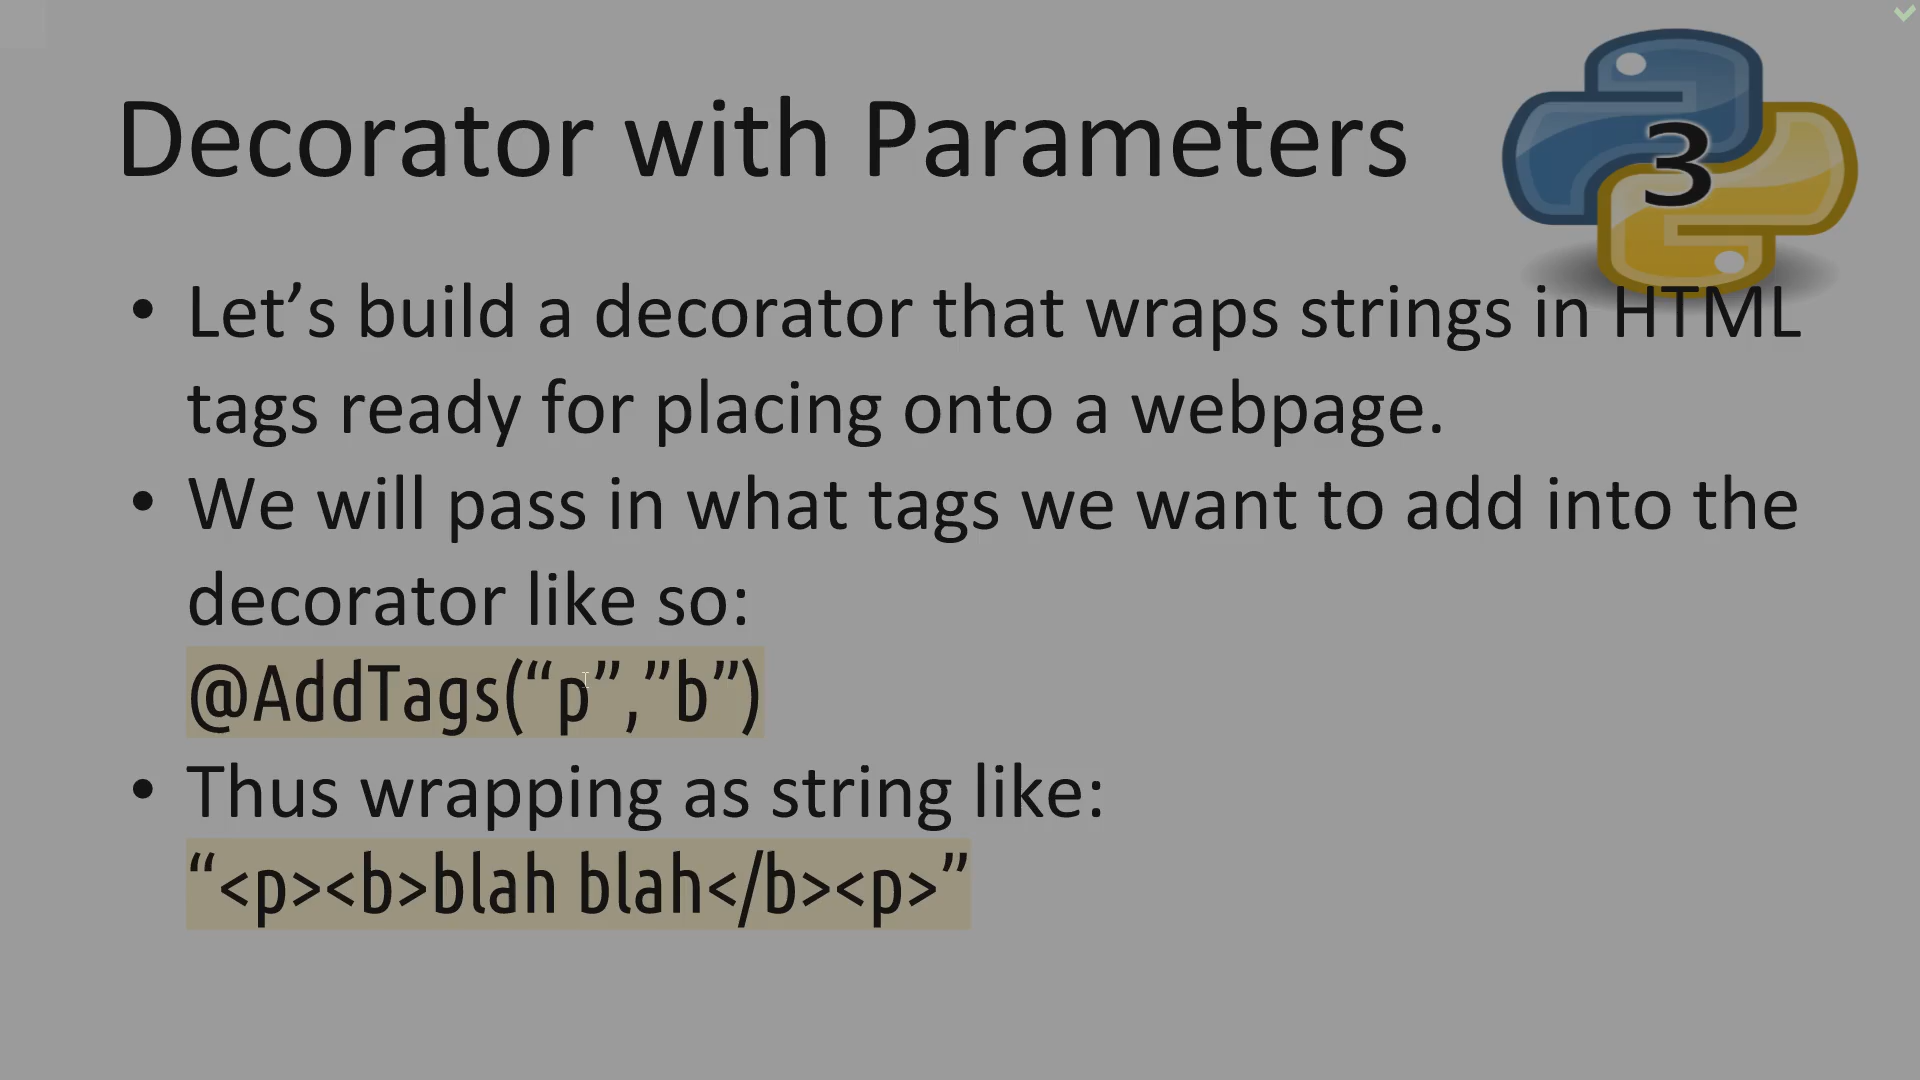 Decorator with Parameters
3
• Let’s build a decorator that wraps strings in HTML
tags ready for placing onto a webpage.
• We will pass in what tags we want to add into the
decorator like so:
@AddTags(“p”,”b”)
• Thus wrapping as string like:
“<p><b>blah blah</b><p>”